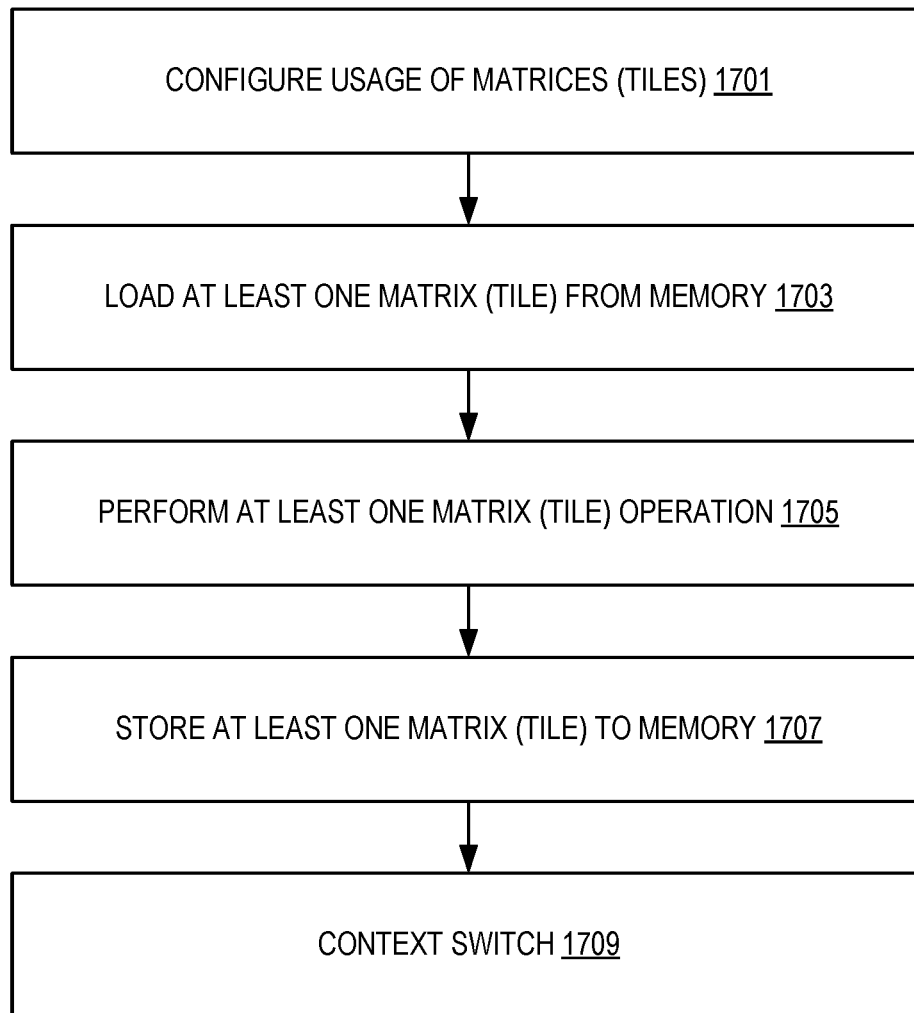 CONFIGURE USAGE OF MATRICES (TILES) 1701
LOAD AT LEAST ONE MATRIX (TILE) FROM MEMORY 1703
PERFORM AT LEAST ONE MATRIX (TILE) OPERATION 1705
STORE AT LEAST ONE MATRIX (TILE) TO MEMORY 1707
CONTEXT SWITCH 1709